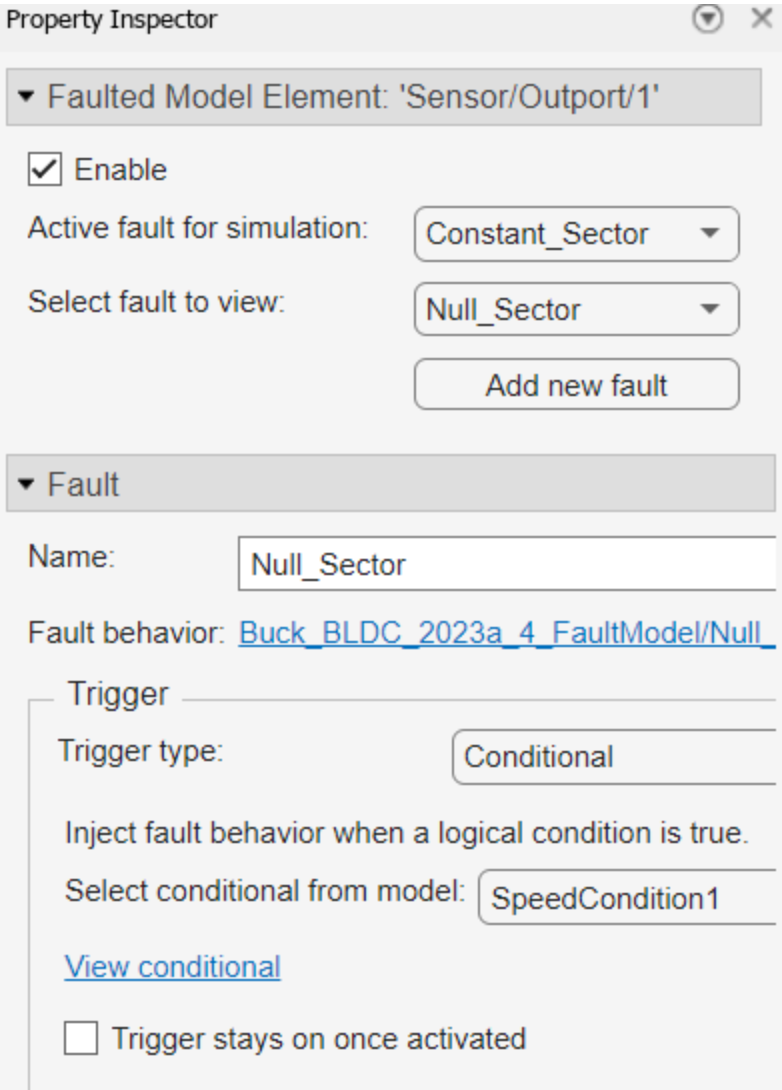 Property Inspector
Faulted Model Element: 'Sensor/Outport/1'
Enable
Active fault for simulation: Constant_Sector
Select fault to view: Null_Sector
Add new fault
Fault
Name: Null_Sector
Fault behavior: Buck_BLDC_2023a_4_FaultModel/Null_
Trigger
Trigger type: Conditional
Inject fault behavior when a logical condition is true.
Select conditional from model: SpeedCondition1
View conditional
Trigger stays on once activated